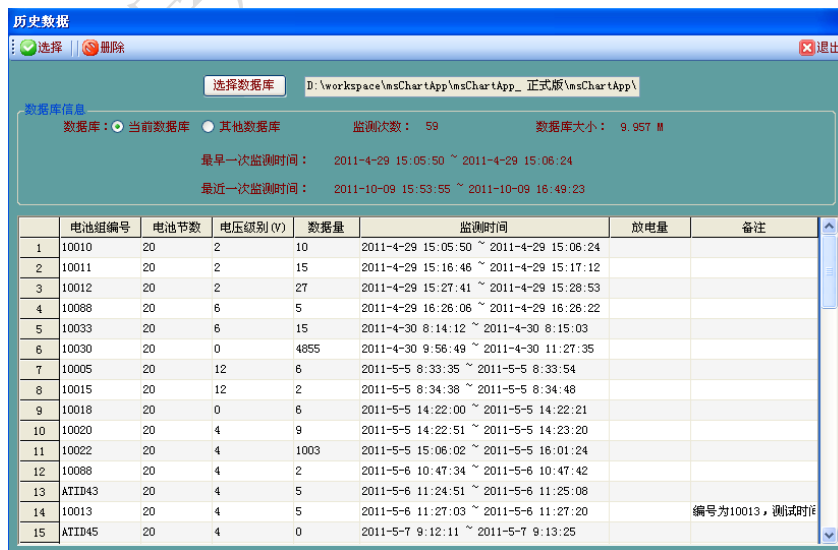 历史数据
选择 删除 退出
选择数据库 D:\workspace\msChartApp\msChartApp_ 正式版\msChartApp\
数据库信息
数据库: 当前数据库 其他数据库 监测次数: 59 数据库大小: 9.957 M
最早一次监测时间: 2011-4-29 15:05:50 ~ 2011-4-29 15:06:24
最近一次监测时间: 2011-10-09 15:53:55 ~ 2011-10-09 16:49:23
电池组编号 电池节数 电压级别(V) 数据量 监测时间 放电量 备注
1 10010 20 2 10 2011-4-29 15:05:50 ~ 2011-4-29 15:06:24
2 10011 20 2 15 2011-4-29 15:16:46 ~ 2011-4-29 15:17:12
3 10012 20 2 27 2011-4-29 15:27:41 ~ 2011-4-29 15:28:53
4 10088 20 6 5 2011-4-29 16:26:06 ~ 2011-4-29 16:26:22
5 10033 20 6 15 2011-4-30 8:14:12 ~ 2011-4-30 8:15:03
6 10030 20 0 4855 2011-4-30 9:56:49 ~ 2011-4-30 11:27:35
7 10005 20 12 6 2011-5-5 8:33:35 ~ 2011-5-5 8:33:54
8 10015 20 12 2 2011-5-5 8:34:38 ~ 2011-5-5 8:34:48
9 10018 20 0 6 2011-5-5 14:22:00 ~ 2011-5-5 14:22:21
10 10020 20 4 9 2011-5-5 14:22:51 ~ 2011-5-5 14:23:20
11 10022 20 4 1003 2011-5-5 15:06:02 ~ 2011-5-5 16:01:24
12 10088 20 4 2 2011-5-6 10:47:34 ~ 2011-5-6 10:47:42
13 ATID43 20 4 5 2011-5-6 11:24:51 ~ 2011-5-6 11:25:08
14 10013 20 4 5 2011-5-6 11:27:03 ~ 2011-5-6 11:27:20 编号为10013，测试时间
15 ATID45 20 4 0 2011-5-7 9:12:11 ~ 2011-5-7 9:13:25